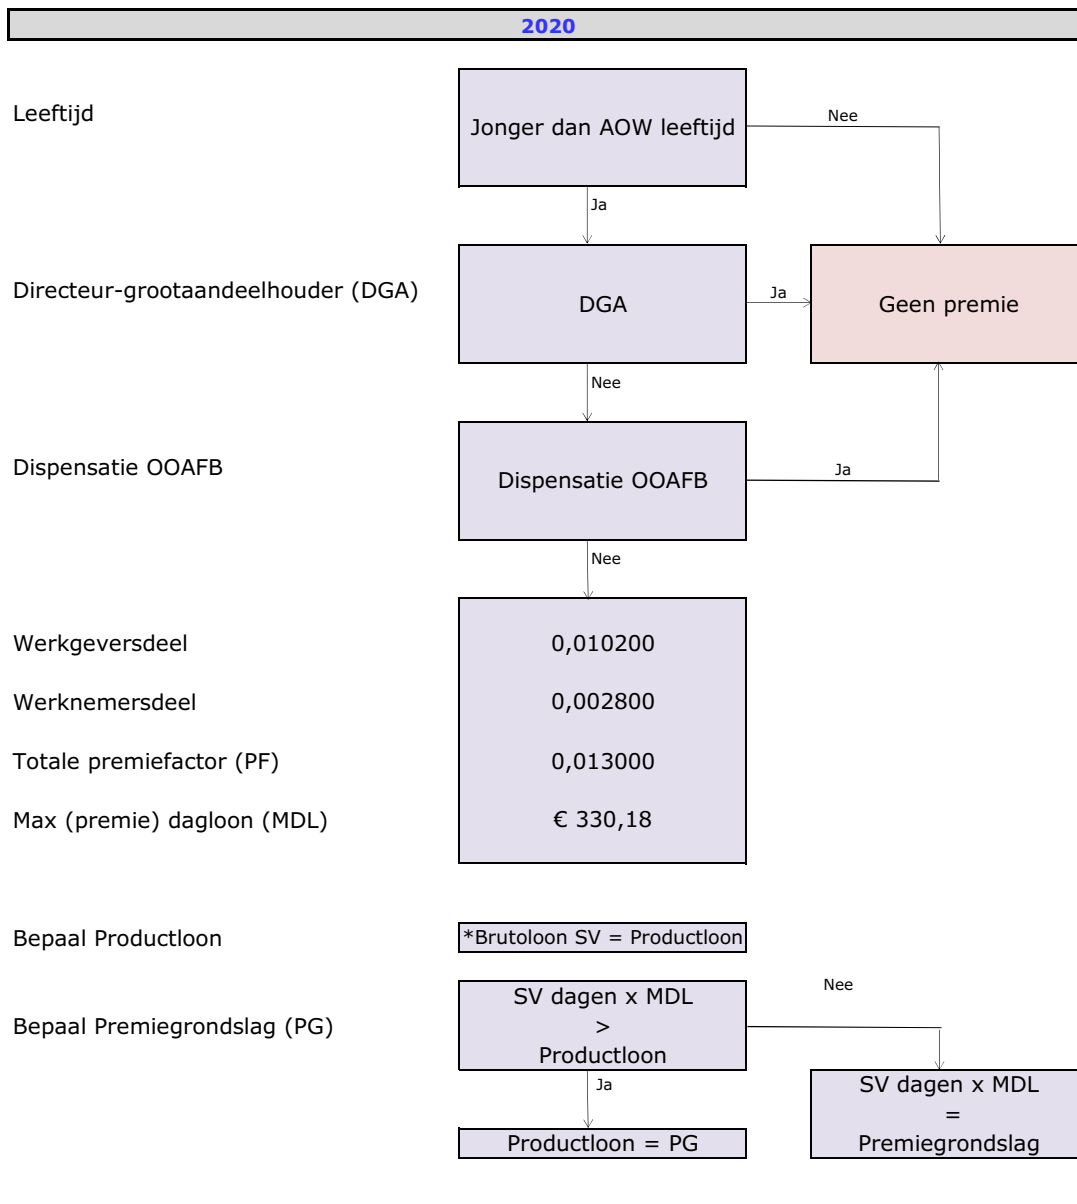 2020
Leeftijd
Jonger dan AOW leeftijd
Nee
Ja
Directeur-grootaandeelhouder (DGA)
DGA
Ja
Geen premie
Nee
Dispensatie OOAFB
Dispensatie OOAFB
Ja
Nee
Werkgeversdeel
0,010200
Werknemersdeel
0,002800
Totale premiefactor (PF)
0,013000
Max (premie) dagloon (MDL)
€ 330,18
Bepaal Productloon
*Brutoloon SV = Productloon
Bepaal Premiegrondslag (PG)
SV dagen x MDL
>
Productloon
Nee
Ja
SV dagen x MDL
=
Premiegrondslag
Productloon = PG